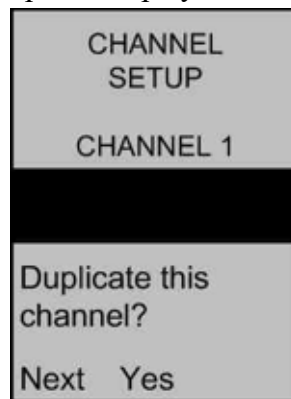 CHANNEL
SETUP
CHANNEL 1
Duplicate this
channel?
Next Yes